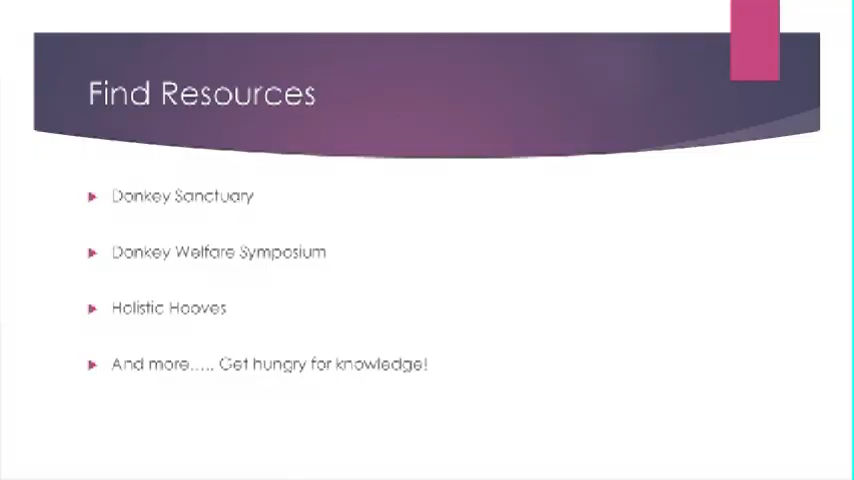 Find Resources
Donkey Sanctuary
Donkey Welfare Symposium
Holistic Hooves
And more..... Get hungry for knowledge!